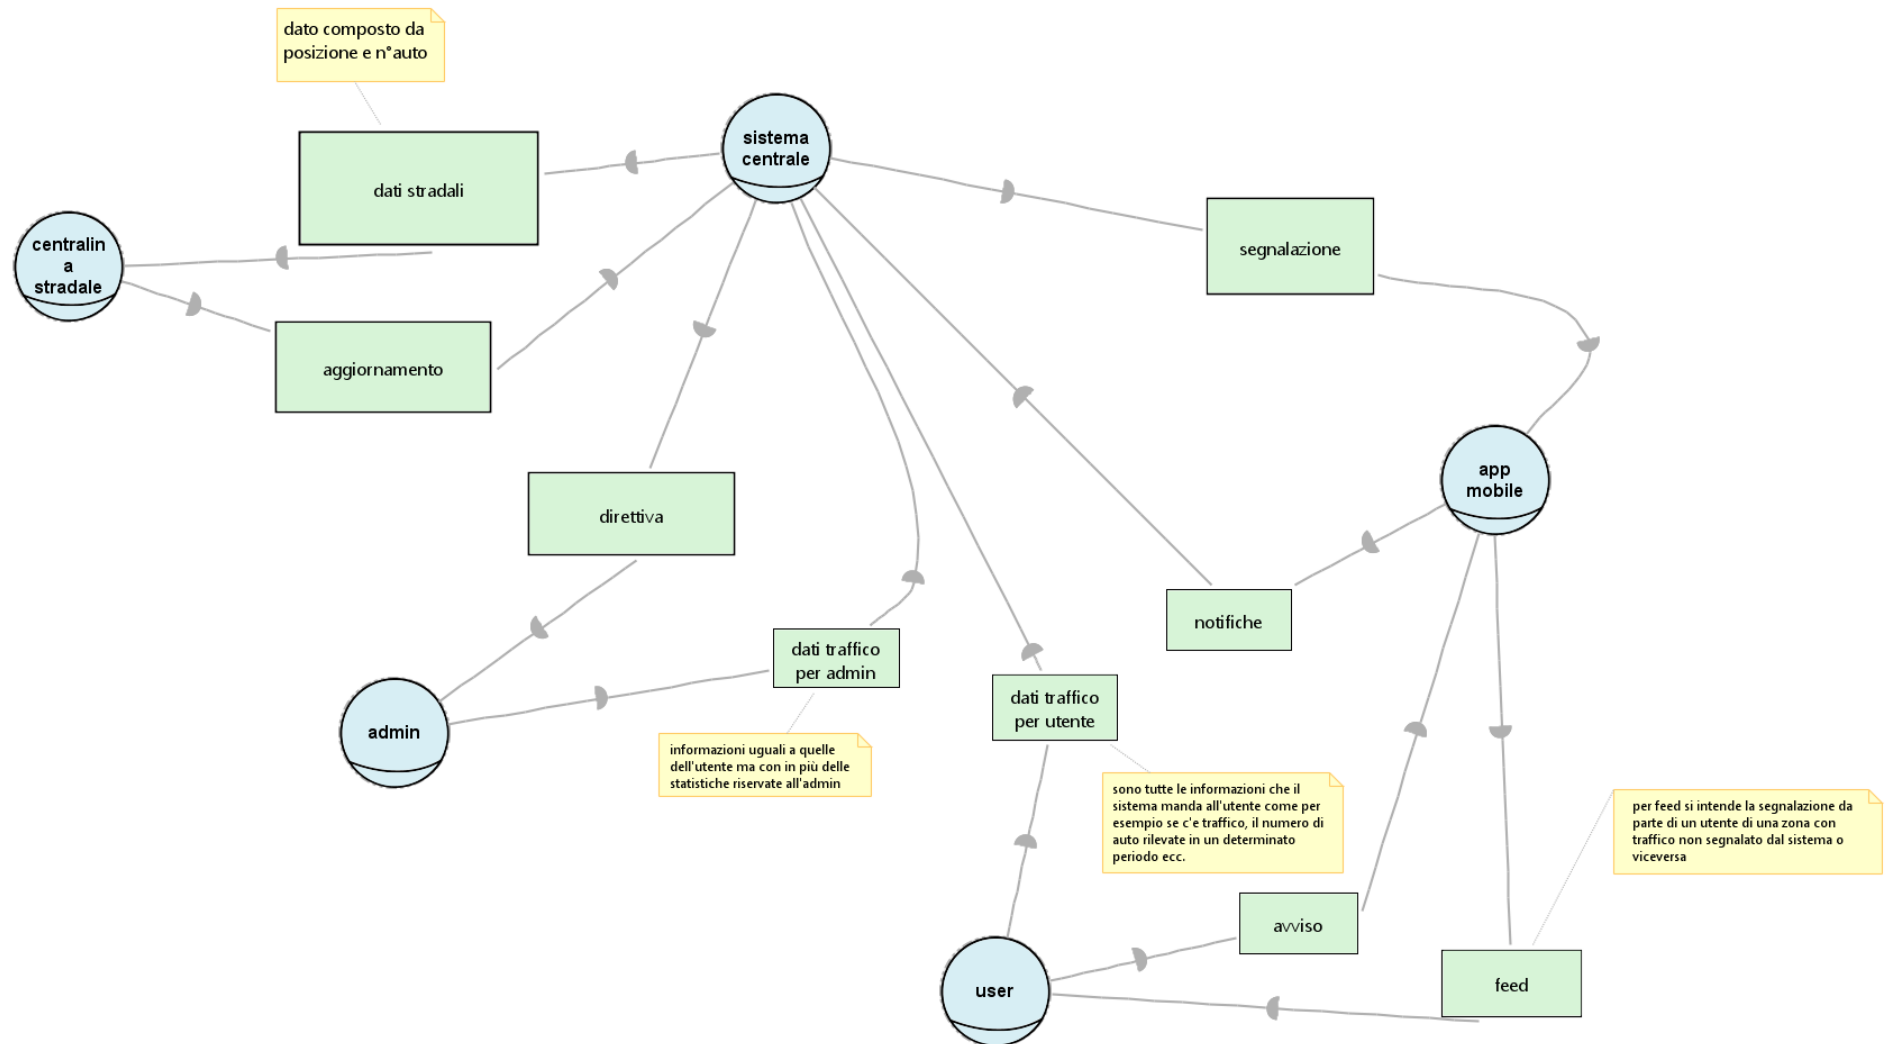 dato composto da
posizione e n°auto
sistema
centrale
dati stradali
segnalazione
centralin
a
stradale
aggiornamento
app
mobile
direttiva
notifiche
dati traffico
per admin
dati traffico
per utente
admin
informazioni uguali a quelle
dell'utente ma con in più delle
statistiche riservate all'admin
sono tutte le informazioni che il
sistema manda all'utente come per
esempio se c'e traffico, il numero di
auto rilevate in un determinato
periodo ecc.
per feed si intende la segnalazione da
parte di un utente di una zona con
traffico non segnalato dal sistema o
viceversa
avviso
user
feed